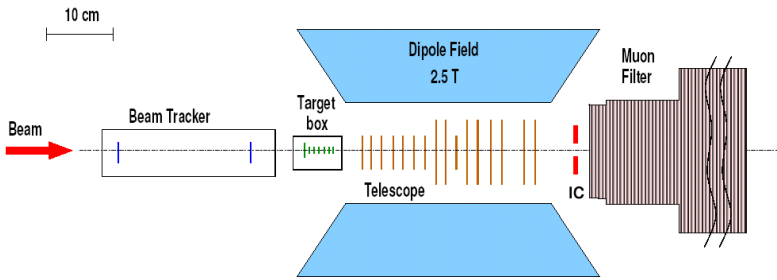 10 cm
Dipole Field
2.5 T
Muon
Filter
Target
box
Beam Tracker
Beam
Telescope
IC